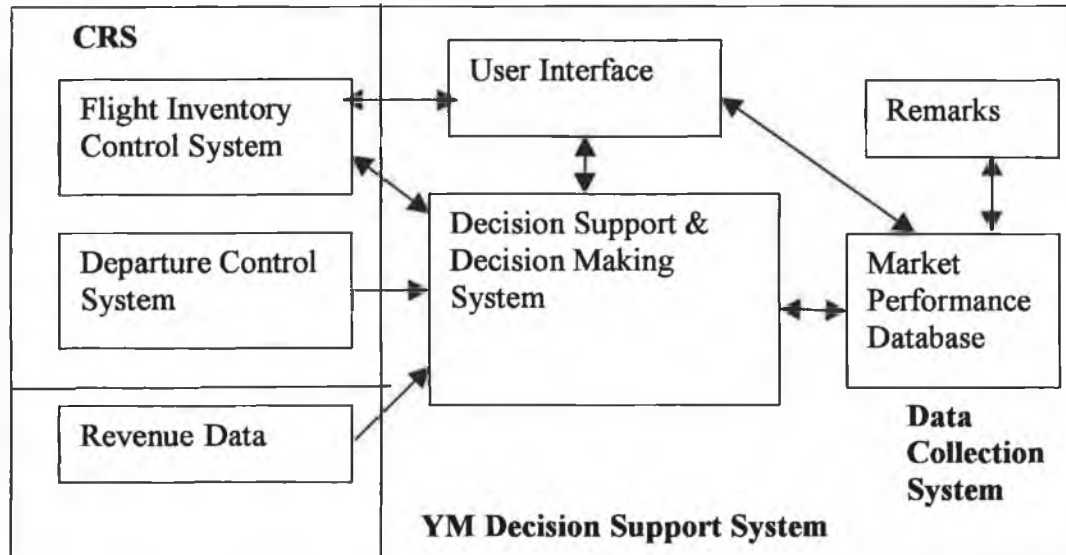 CRS
Flight Inventory
Control System
Departure Control
System
Revenue Data
User Interface
Decision Support &
Decision Making
System
Remarks
Market
Performance
Database
Data
Collection
System
YM Decision Support System